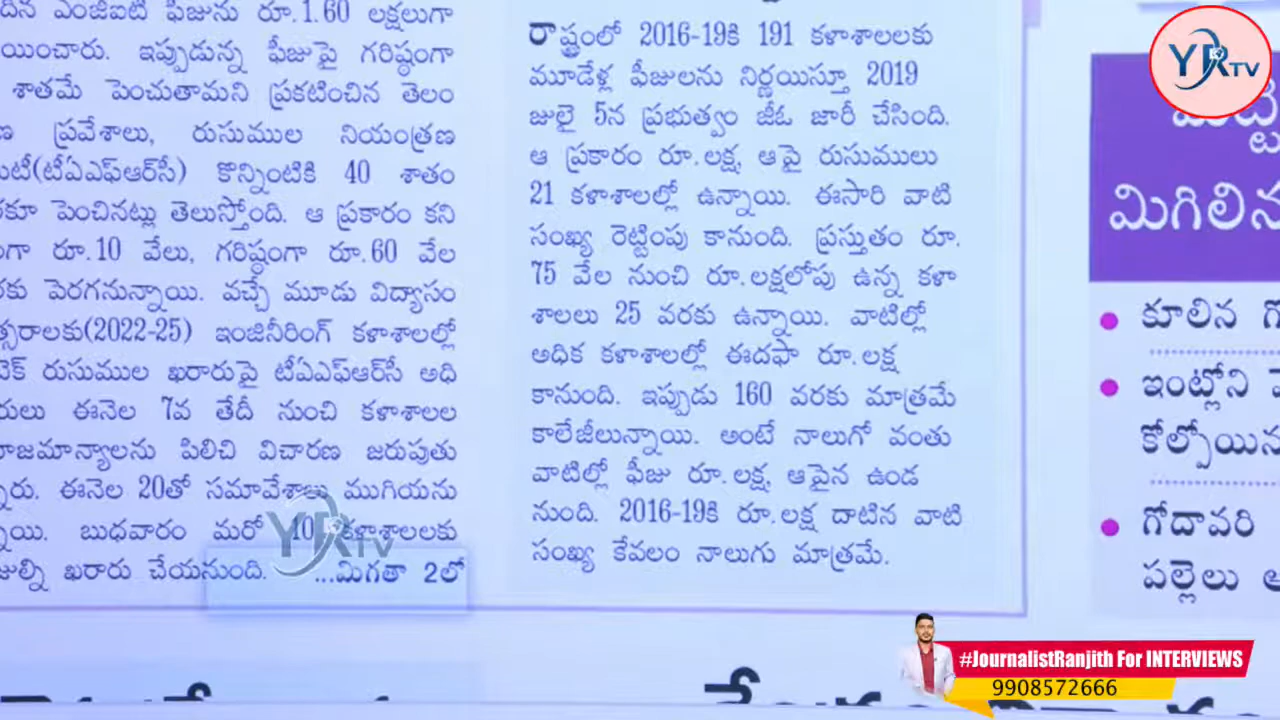 దిన ఎంజీఐటీ ఫీజును రూ.1.60 లక్షలుగా
యించారు. ఇప్పుడున్న ఫీజుపై గరిష్ఠంగా
శాతమే పెంచుతామని ప్రకటించిన తెలం
ణ ప్రవేశాలు, రుసుముల నియంత్రణ
మిటీ(టీఏఎఫ్ఆర్‌సీ) కొన్నింటికి 40 శాతం
రకూ పెంచినట్లు తెలుస్తోంది. ఆ ప్రకారం కని
ంగా రూ.10 వేలు, గరిష్ఠంగా రూ.60 వేల
రకు పెరగనున్నాయి. వచ్చే మూడు విద్యాసం
త్సరాలకు(2022-25) ఇంజినీరింగ్ కళాశాలల్లో
టెక్ రుసుముల ఖరారుపై టీఏఎఫ్ఆర్‌సీ అధి
రులు ఈనెల 7వ తేదీ నుంచి కళాశాలల
ాజమాన్యాలను పిలిచి విచారణ జరుపుతు
్నారు. ఈనెల 20తో సమావేశాలు ముగియను
్నాయి. బుధవారం మరో 10 కళాశాలలకు
జుల్ని ఖరారు చేయనుంది. ...మిగతా 2లో
రాష్ట్రంలో 2016-19కి 191 కళాశాలలకు
మూడేళ్ల ఫీజులను నిర్ణయిస్తూ 2019
జులై 5న ప్రభుత్వం జీఓ జారీ చేసింది.
ఆ ప్రకారం రూ.లక్ష, ఆపై రుసుములు
21 కళాశాలల్లో ఉన్నాయి. ఈసారి వాటి
సంఖ్య రెట్టింపు కానుంది. ప్రస్తుతం రూ.
75 వేల నుంచి రూ.లక్షలోపు ఉన్న కళా
శాలలు 25 వరకు ఉన్నాయి. వాటిల్లో
అధిక కళాశాలల్లో ఈదఫా రూ.లక్ష
కానుంది. ఇప్పుడు 160 వరకు మాత్రమే
కాలేజీలున్నాయి. అంటే నాలుగో వంతు
వాటిల్లో ఫీజు రూ.లక్ష, ఆపైన ఉండ
నుంది. 2016-19కి రూ.లక్ష దాటిన వాటి
సంఖ్య కేవలం నాలుగు మాత్రమే.
YRTV
మిగిలిన
కూలిన గో
ఇంట్లోని
కోల్పోయిన
గోదావరి
పల్లెలు
YRTV
#JournalistRanjith For INTERVIEWS
9908572666